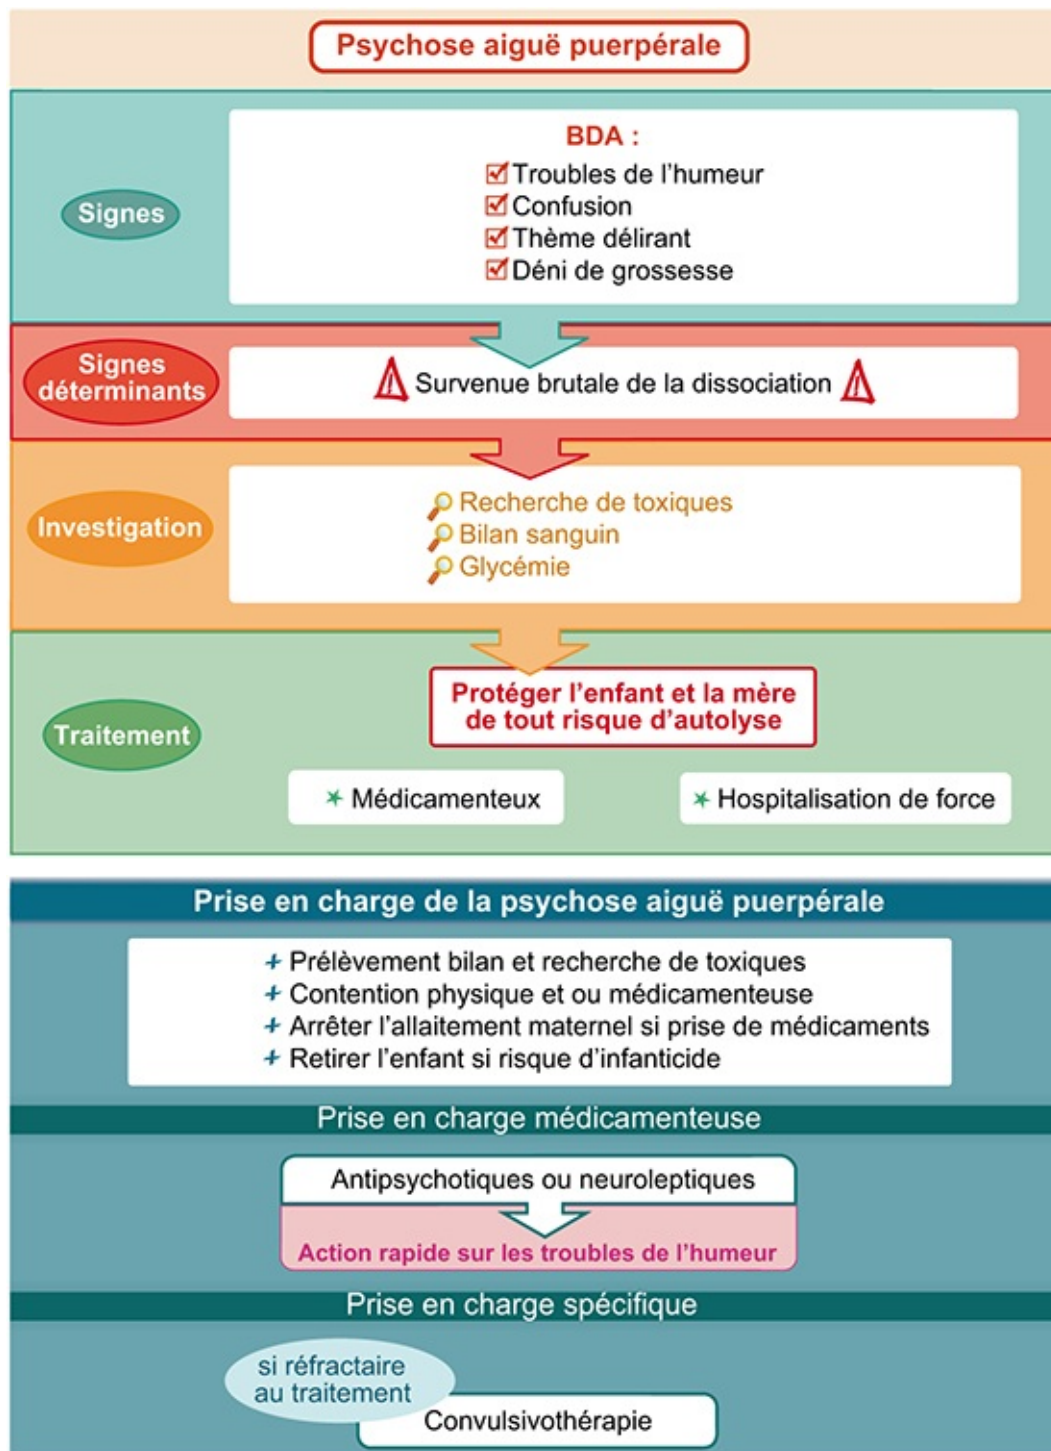 Psychose aiguë puerpérale
BDA :
Signes
Troubles de l'humeur
Confusion
Thème délirant
Déni de grossesse
Signes
déterminants
Survenue brutale de la dissociation
Investigation
Recherche de toxiques
Bilan sanguin
Glycémie
Traitement
Protéger l'enfant et la mère
de tout risque d'autolyse
Médicamenteux
Hospitalisation de force
Prise en charge de la psychose aiguë puerpérale
Prélèvement bilan et recherche de toxiques
Contention physique et ou médicamenteuse
Arrêter l'allaitement maternel si prise de médicaments
Retirer l'enfant si risque d'infanticide
Prise en charge médicamenteuse
Antipsychotiques ou neuroleptiques
Action rapide sur les troubles de l'humeur
Prise en charge spécifique
si réfractaire
au traitement
Convulsivothérapie